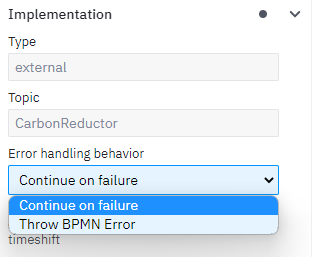 Implementation
Type
external
Topic
CarbonReductor
Error handling behavior
Continue on failure
Continue on failure
Throw BPMN Error
timeshift